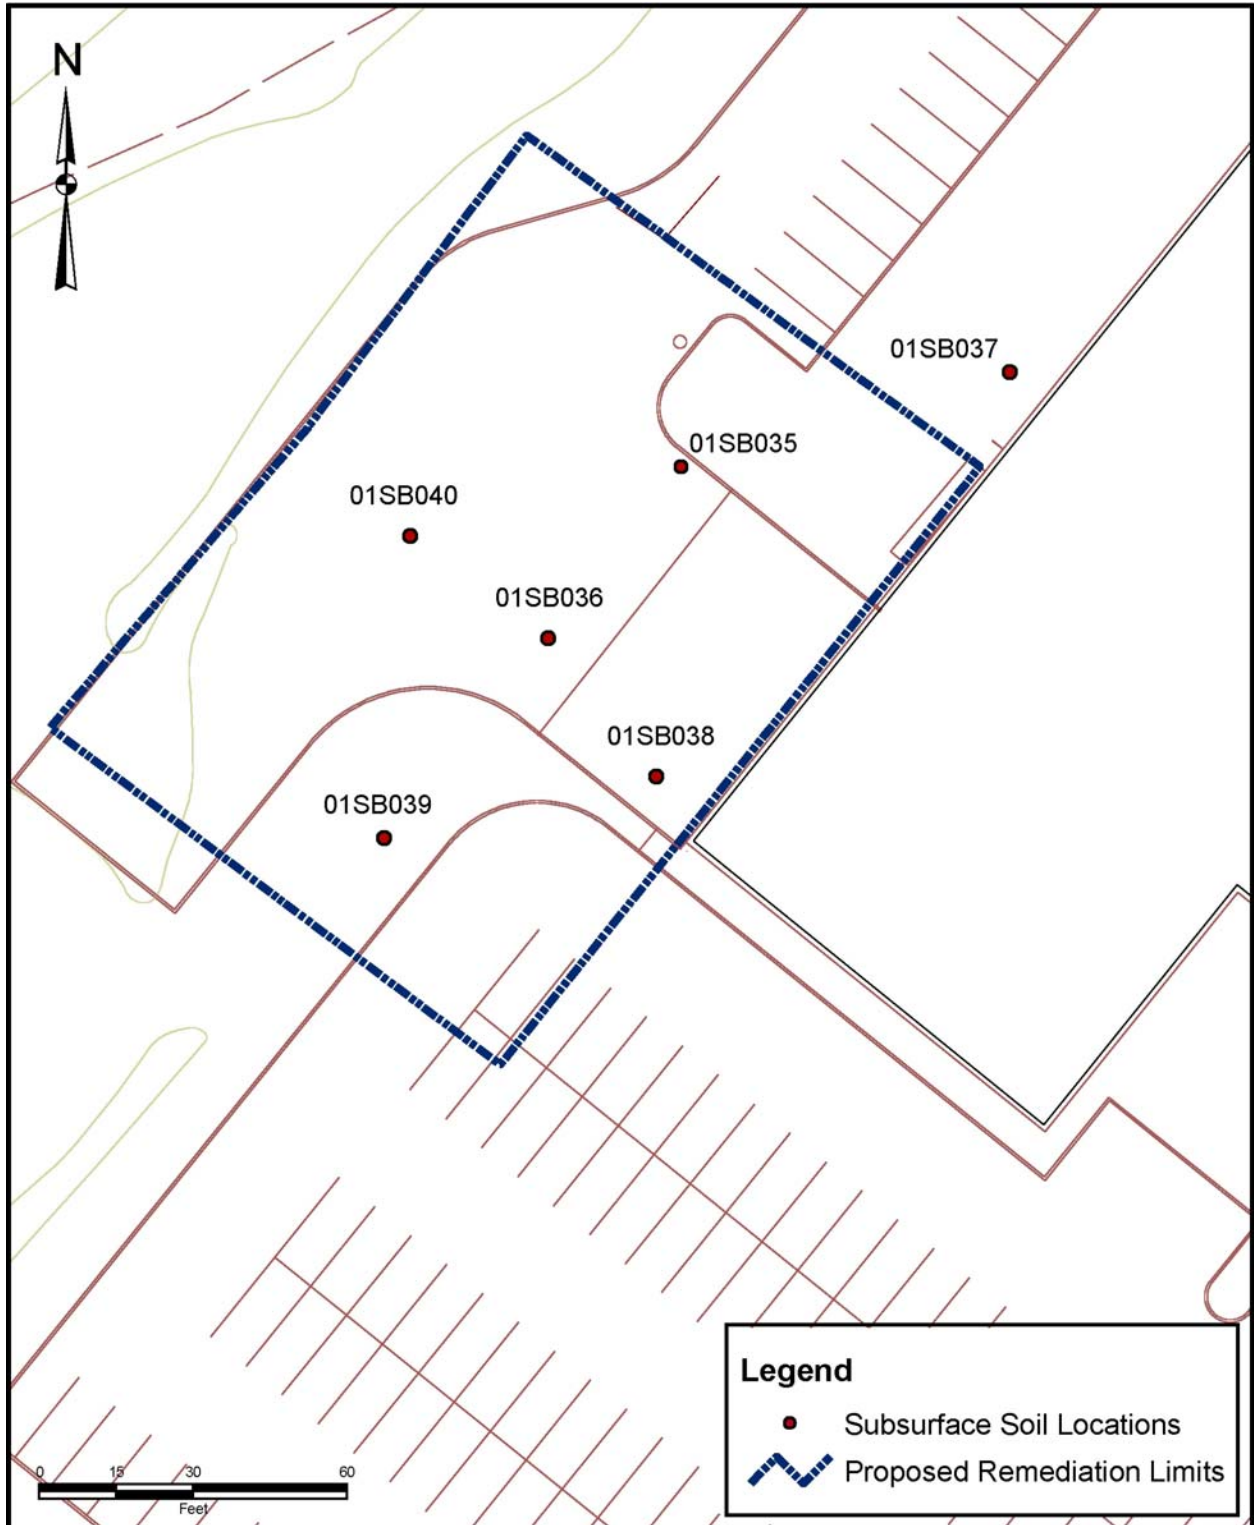 N
01SB037
01SB035
01SB040
01SB036
01SB038
01SB039
Legend
Subsurface Soil Locations
Proposed Remediation Limits
0 15 30 60
Feet